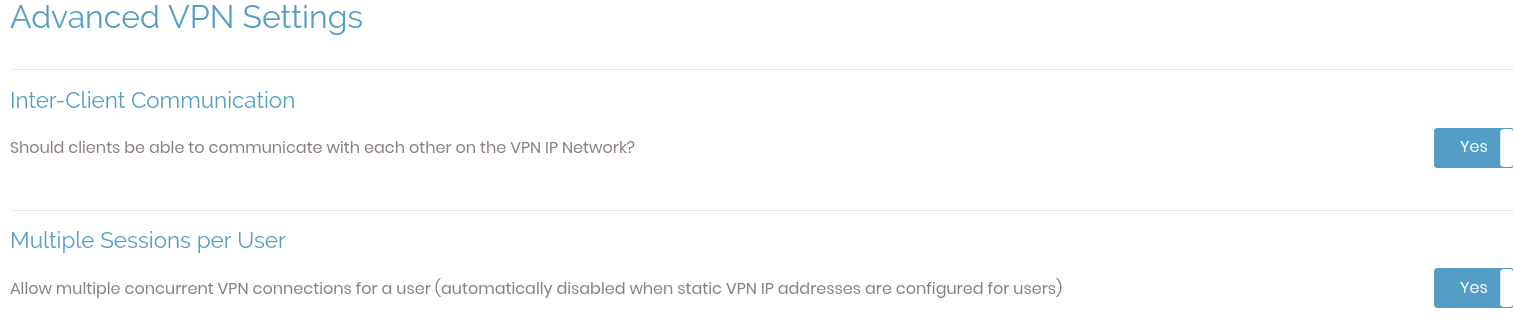 Advanced VPN Settings
Inter-Client Communication
Should clients be able to communicate with each other on the VPN IP Network?
Yes
Multiple Sessions per User
Allow multiple concurrent VPN connections for a user (automatically disabled when static VPN IP addresses are configured for users)
Yes